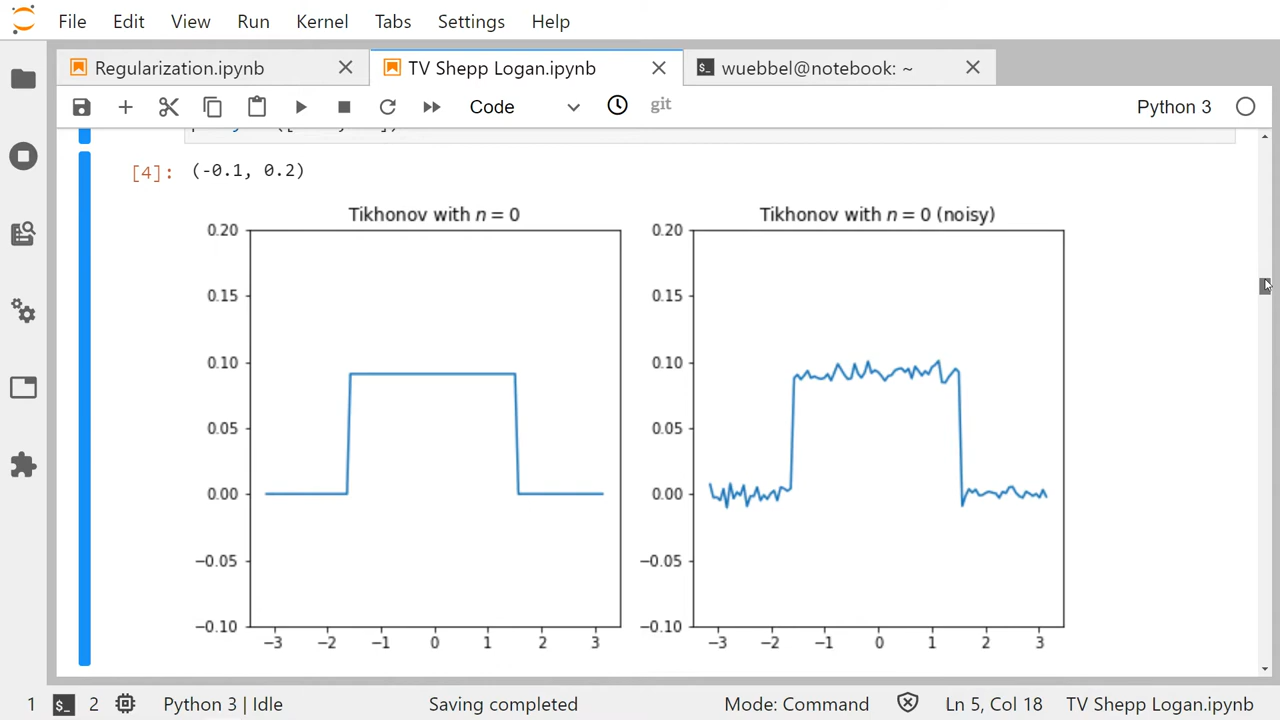 File Edit View Run Kernel Tabs Settings Help
Regularization.ipynb TV Shepp Logan.ipynb wuebbel@notebook: ~
Code git Python 3
[4]: (-0.1, 0.2)
Tikhonov with n = 0 Tikhonov with n = 0 (noisy)
0.20 0.20
0.15 0.15
0.10 0.10
0.05 0.05
0.00 0.00
−0.05 −0.05
−0.10 −0.10
−3 −2 −1 0 1 2 3 −3 −2 −1 0 1 2 3
1 $_ 2 Python 3 | Idle Saving completed Mode: Command Ln 5, Col 18 TV Shepp Logan.ipynb